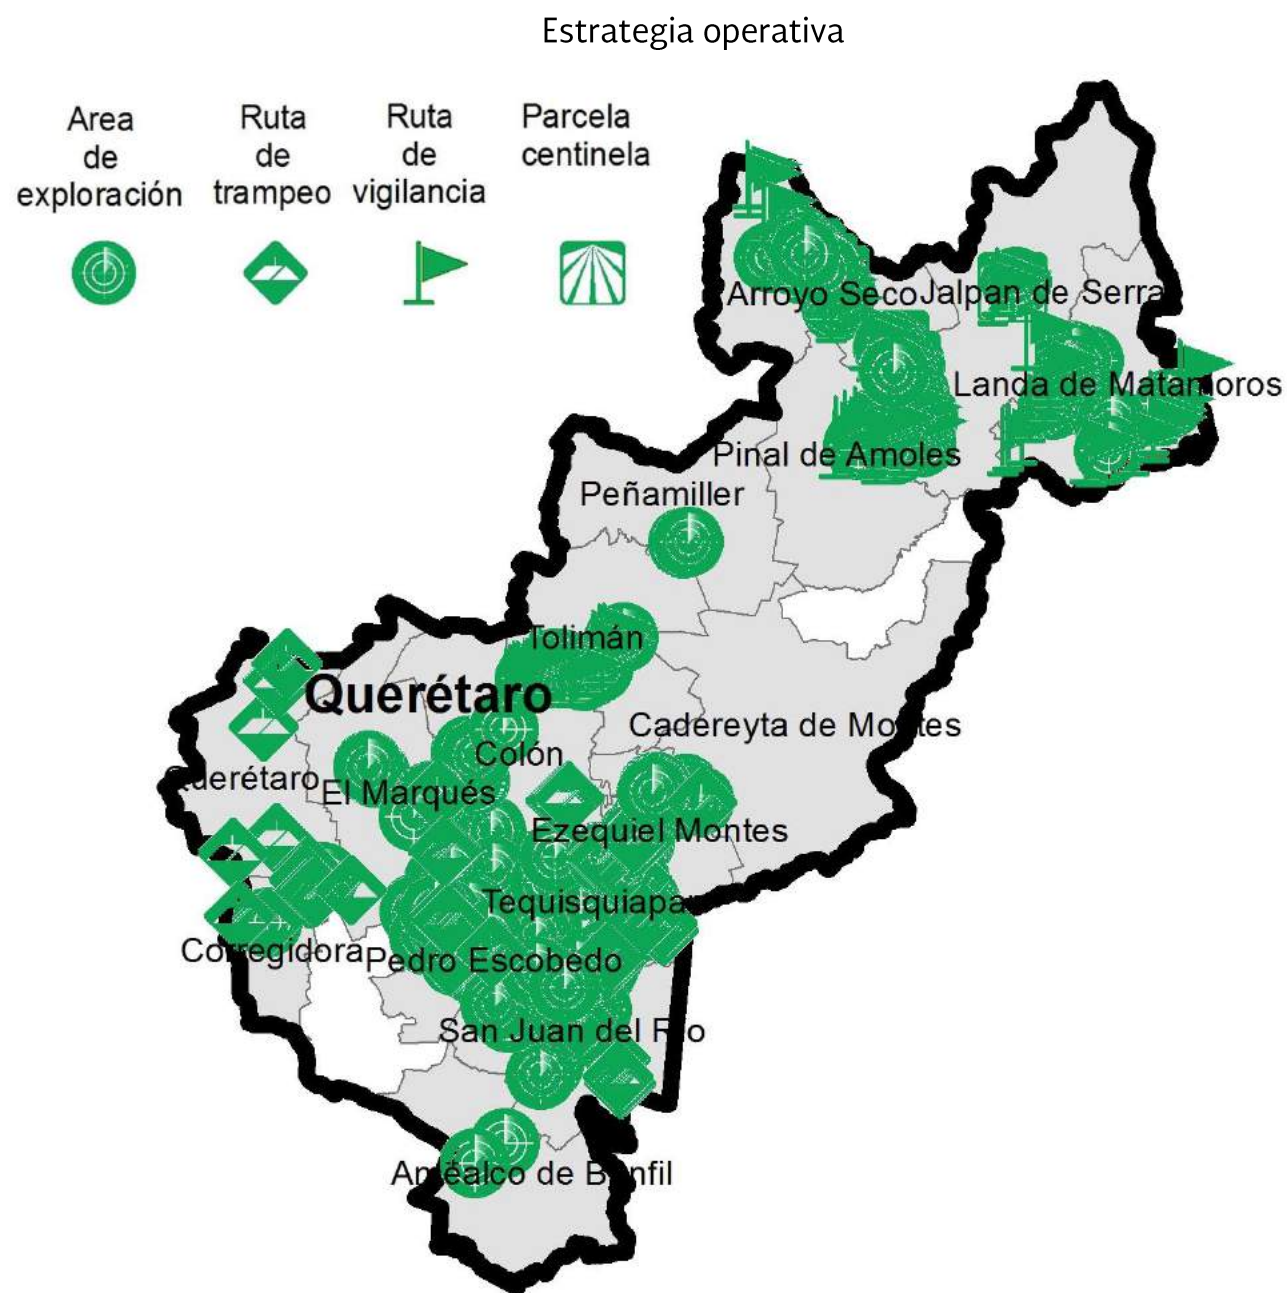 Estrategia operativa
Area
de
exploración
Ruta
de
trampeo
Ruta
de
vigilancia
Parcela
centinela
Arroyo Seco
Jalpan de Serra
Landa de Matamoros
Pinal de Amoles
Peñamiller
Tolimán
Querétaro
Cadereyta de Montes
Colón
Querétaro
El Marqués
Ezequiel Montes
Tequisquiapan
Corregidora
Pedro Escobedo
San Juan del Río
Amealco de Bonfil